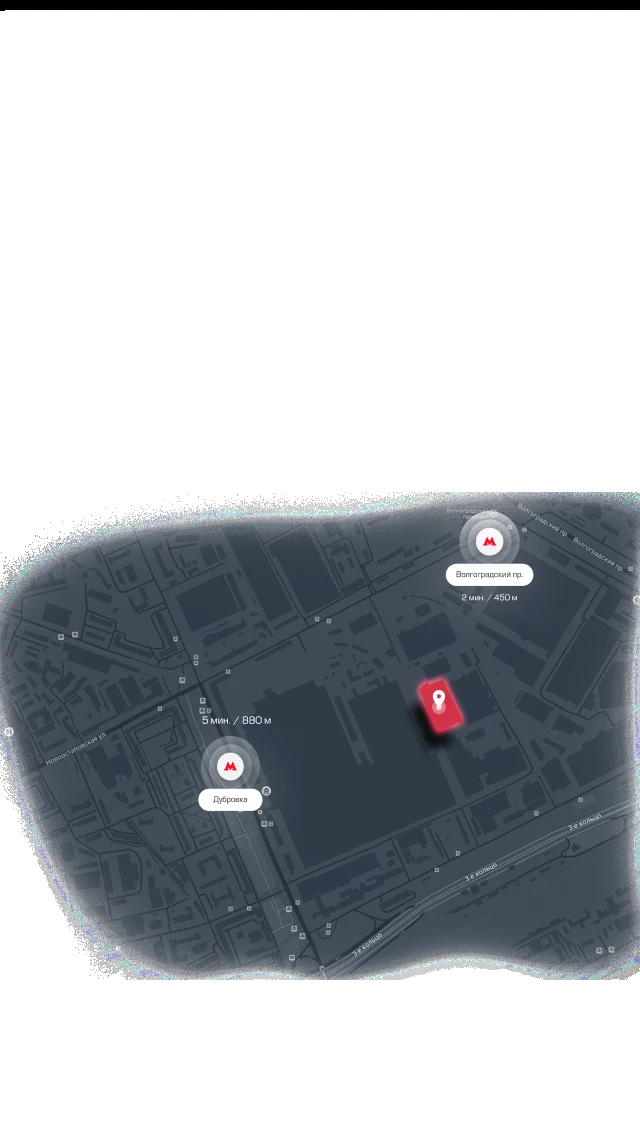 Волгоградский пр.
Волгоградский пр.
Волгоградский пр.
2 мин. / 450 м
5 мин. / 880 м
Новоостаповская ул.
Дубровка
3-е кольцо
3-е кольцо
3-е кольцо